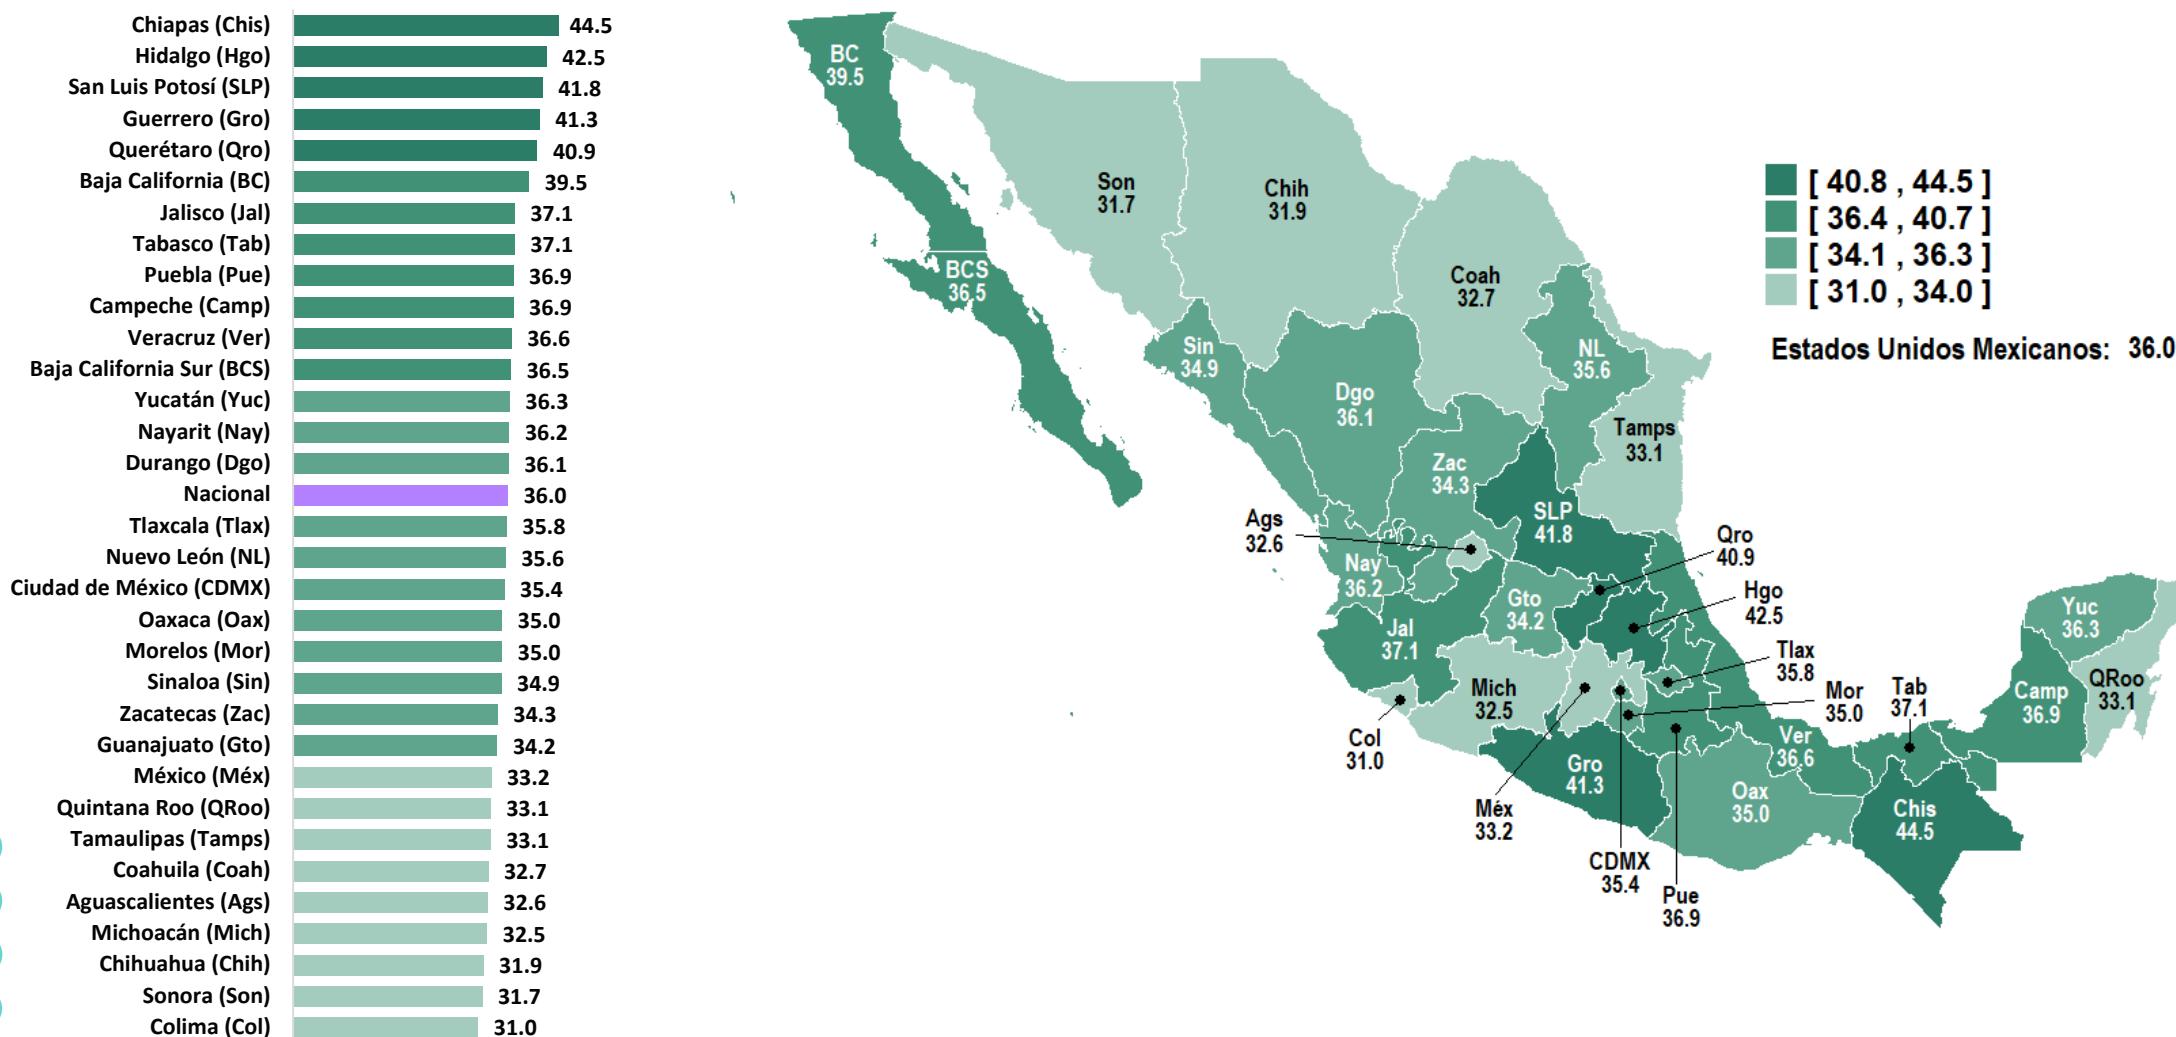 Chiapas (Chis) 44.5
Hidalgo (Hgo) 42.5
San Luis Potosí (SLP) 41.8
Guerrero (Gro) 41.3
Querétaro (Qro) 40.9
Baja California (BC) 39.5
Jalisco (Jal) 37.1
Tabasco (Tab) 37.1
Puebla (Pue) 36.9
Campeche (Camp) 36.9
Veracruz (Ver) 36.6
Baja California Sur (BCS) 36.5
Yucatán (Yuc) 36.3
Nayarit (Nay) 36.2
Durango (Dgo) 36.1
Nacional 36.0
Tlaxcala (Tlax) 35.8
Nuevo León (NL) 35.6
Ciudad de México (CDMX) 35.4
Oaxaca (Oax) 35.0
Morelos (Mor) 35.0
Sinaloa (Sin) 34.9
Zacatecas (Zac) 34.3
Guanajuato (Gto) 34.2
México (Méx) 33.2
Quintana Roo (QRoo) 33.1
Tamaulipas (Tamps) 33.1
Coahuila (Coah) 32.7
Aguascalientes (Ags) 32.6
Michoacán (Mich) 32.5
Chihuahua (Chih) 31.9
Sonora (Son) 31.7
Colima (Col) 31.0
BC
39.5
BCS
36.5
Son
31.7
Chih
31.9
Coah
32.7
NL
35.6
Tamps
33.1
Sin
34.9
Dgo
36.1
Zac
34.3
SLP
41.8
Ags
32.6
Nay
36.2
Jal
37.1
Gto
34.2
Qro
40.9
Hgo
42.5
Tlax
35.8
Mor
35.0
Tab
37.1
Col
31.0
Mich
32.5
Méx
33.2
Gro
41.3
CDMX
35.4
Pue
36.9
Ver
36.6
Oax
35.0
Chis
44.5
Camp
36.9
Yuc
36.3
QRoo
33.1
[ 40.8 , 44.5 ]
[ 36.4 , 40.7 ]
[ 34.1 , 36.3 ]
[ 31.0 , 34.0 ]
Estados Unidos Mexicanos: 36.0